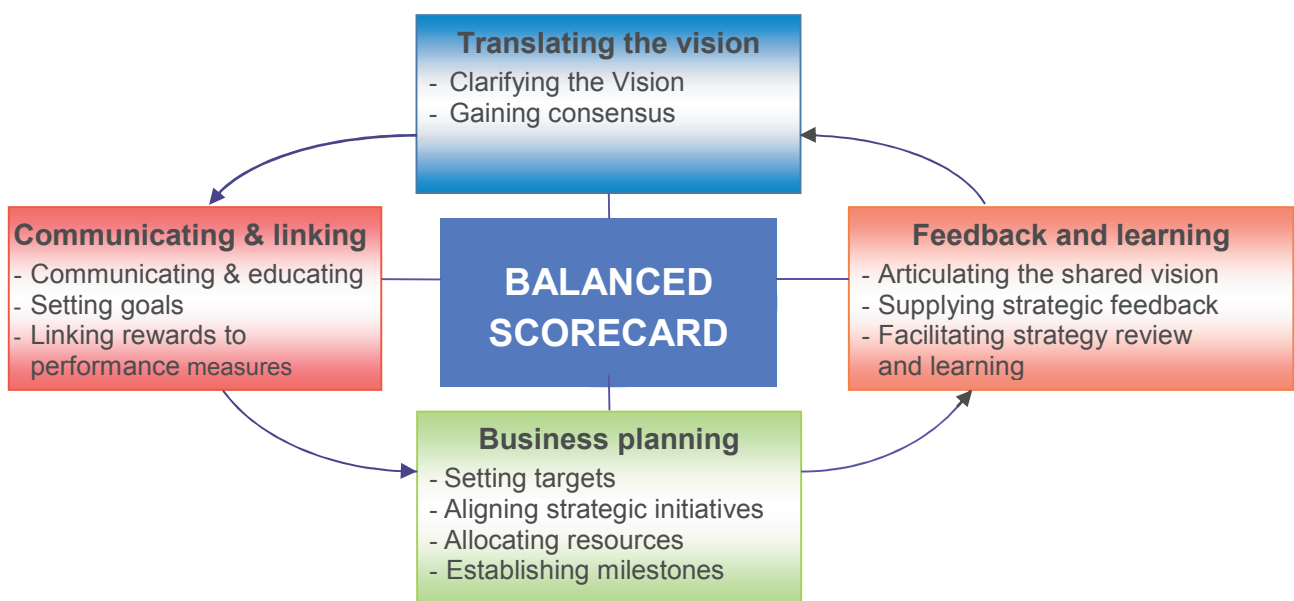 Translating the vision
- Clarifying the Vision
- Gaining consensus
Communicating & linking
- Communicating & educating
- Setting goals
- Linking rewards to
performance measures
BALANCED
SCORECARD
Feedback and learning
- Articulating the shared vision
- Supplying strategic feedback
- Facilitating strategy review
and learning
Business planning
- Setting targets
- Aligning strategic initiatives
- Allocating resources
- Establishing milestones